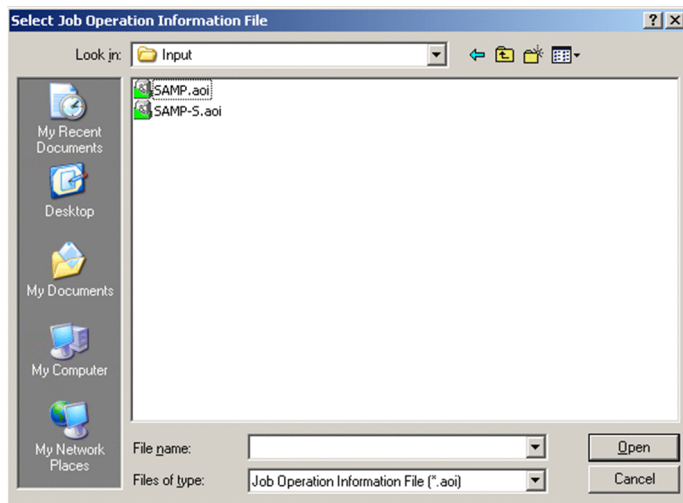 Select Job Operation Information File
Look in:
Input
SAMP.aoi
SAMP-S.aoi
My Recent
Documents
Desktop
My Documents
My Computer
My Network
Places
File name:
Open
Files of type:
Job Operation Information File (*.aoi)
Cancel